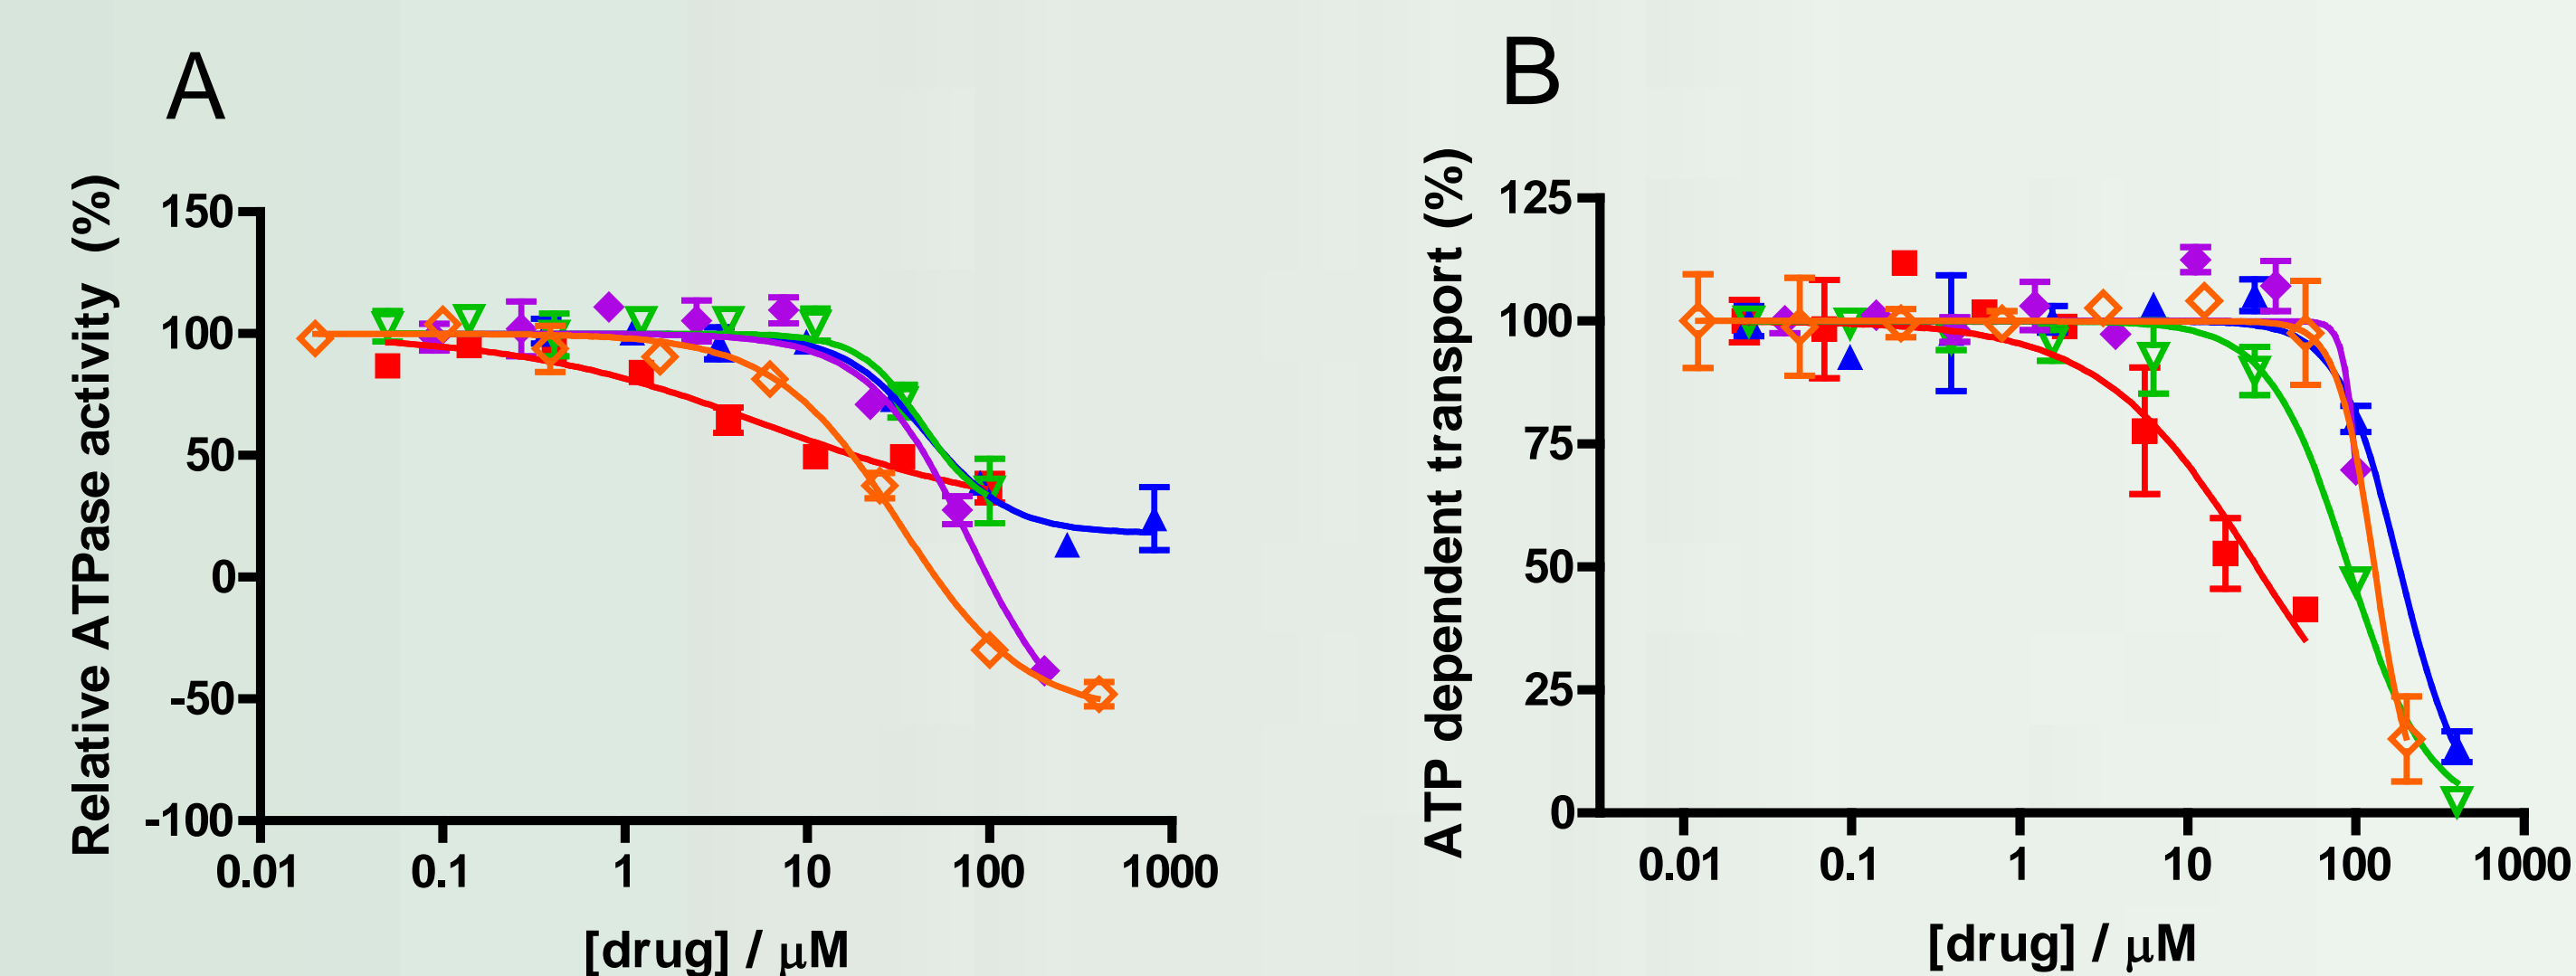 A
Relative ATPase activity (%)
150
100
50
0
-50
-100
0.01 0.1 1 10 100 1000
[drug] / μM
B
ATP dependent transport (%)
125
100
75
50
25
0
0.01 0.1 1 10 100 1000
[drug] / μM